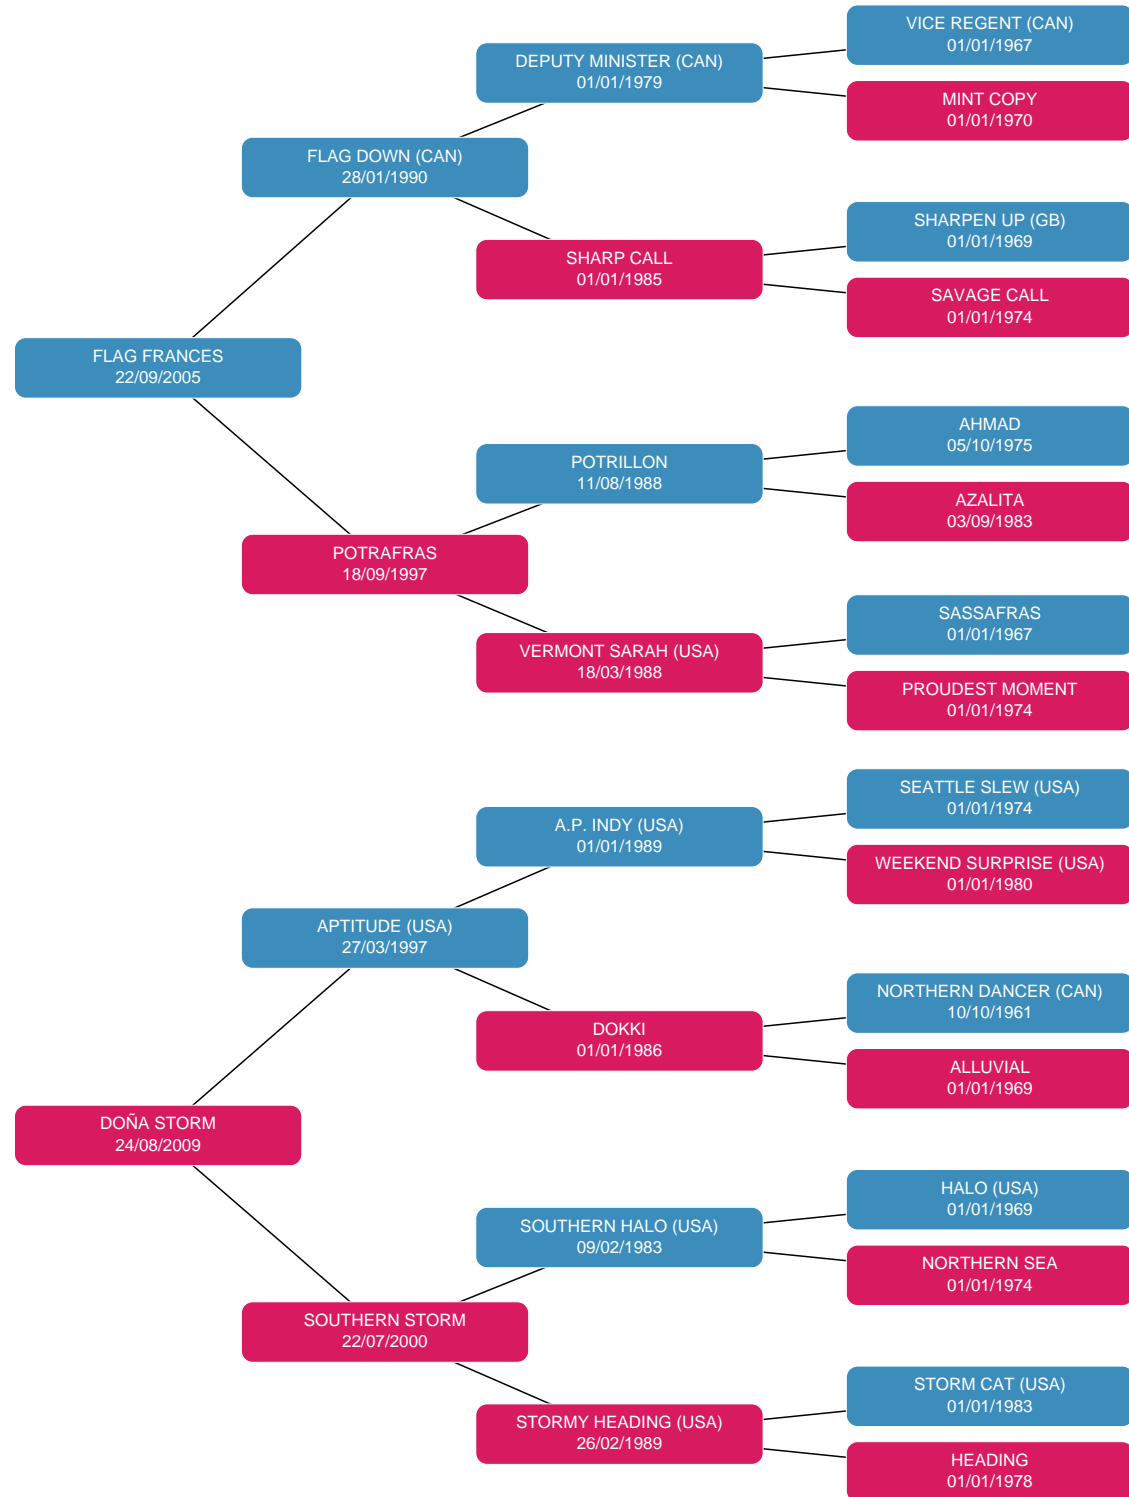 VICE REGENT (CAN)
01/01/1967
DEPUTY MINISTER (CAN)
01/01/1979
MINT COPY
01/01/1970
FLAG DOWN (CAN)
28/01/1990
SHARPEN UP (GB)
01/01/1969
SHARP CALL
01/01/1985
SAVAGE CALL
01/01/1974
FLAG FRANCES
22/09/2005
AHMAD
05/10/1975
POTRILLON
11/08/1988
AZALITA
03/09/1983
POTRAFRAS
18/09/1997
SASSAFRAS
01/01/1967
VERMONT SARAH (USA)
18/03/1988
PROUDEST MOMENT
01/01/1974
SEATTLE SLEW (USA)
01/01/1974
A.P. INDY (USA)
01/01/1989
WEEKEND SURPRISE (USA)
01/01/1980
APTITUDE (USA)
27/03/1997
NORTHERN DANCER (CAN)
10/10/1961
DOKKI
01/01/1986
ALLUVIAL
01/01/1969
DOÑA STORM
24/08/2009
HALO (USA)
01/01/1969
SOUTHERN HALO (USA)
09/02/1983
NORTHERN SEA
01/01/1974
SOUTHERN STORM
22/07/2000
STORM CAT (USA)
01/01/1983
STORMY HEADING (USA)
26/02/1989
HEADING
01/01/1978